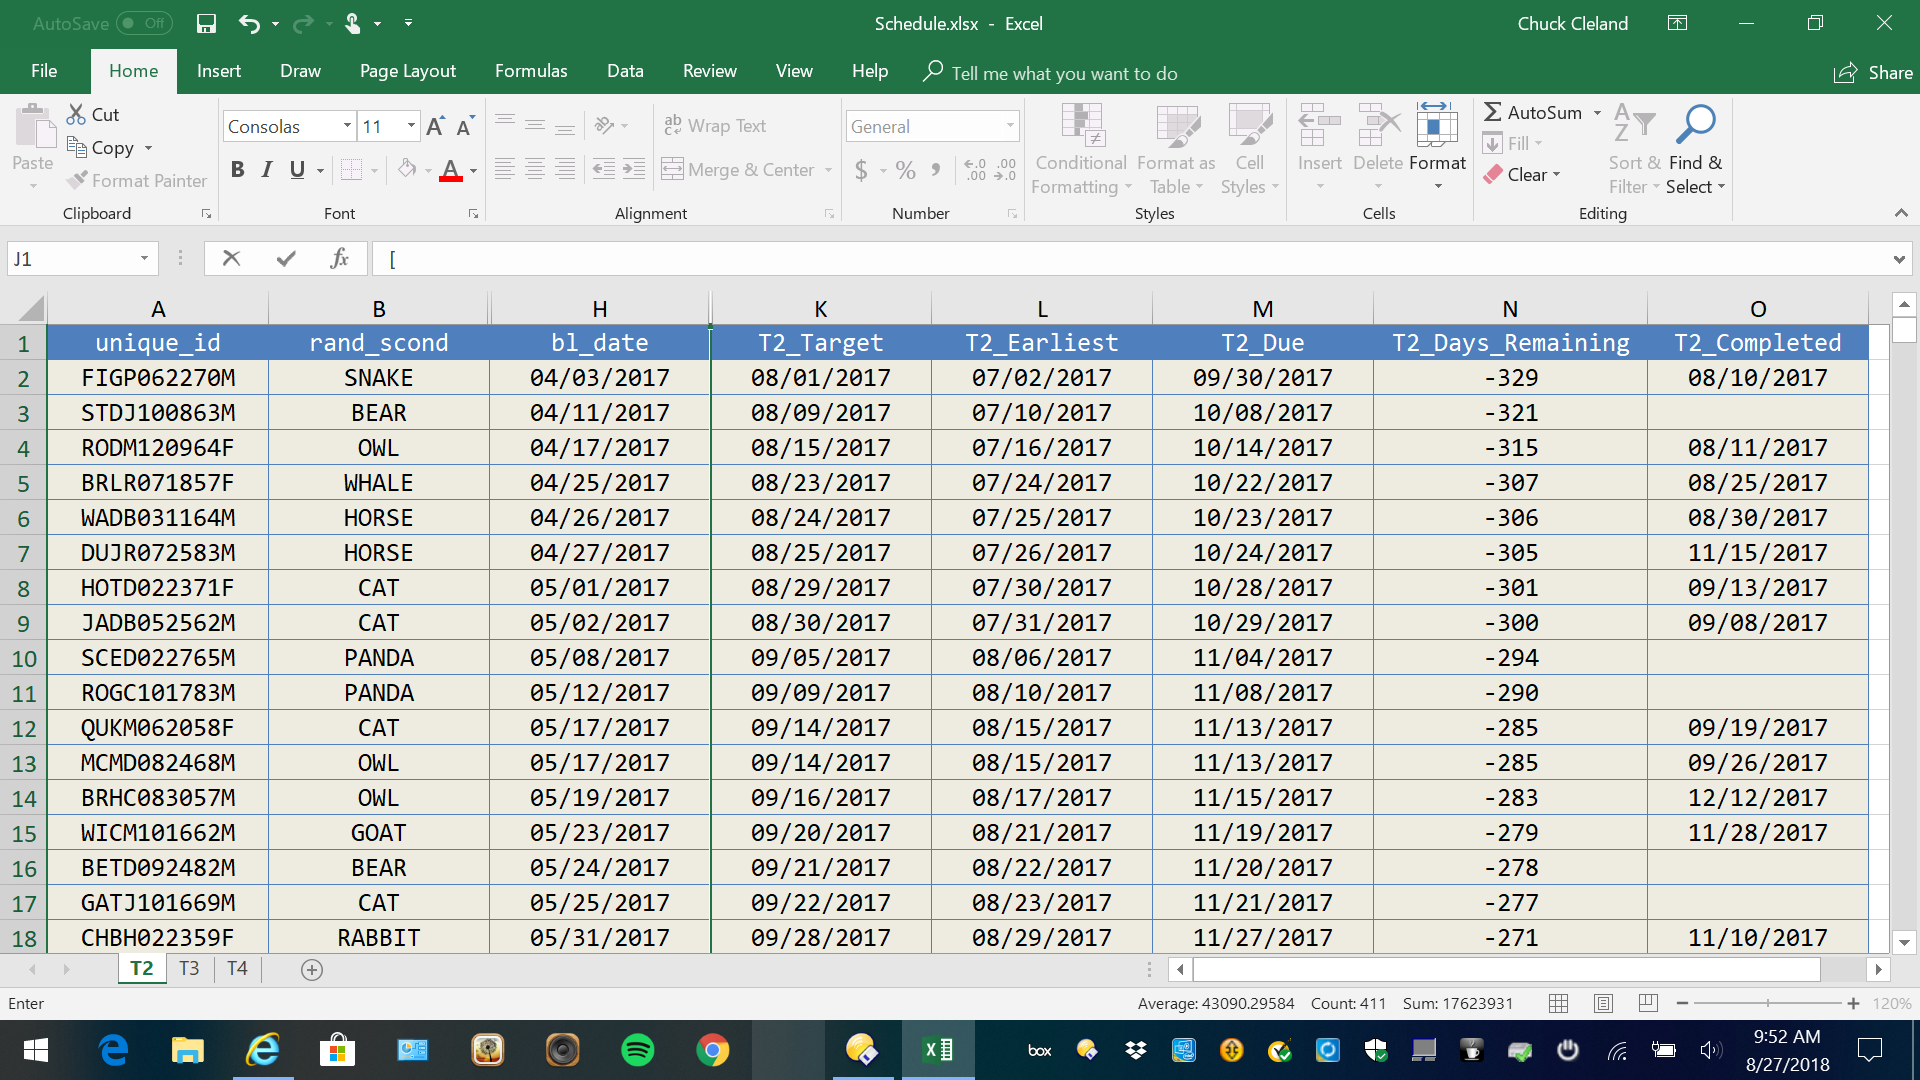 AutoSave Off Schedule.xlsx - Excel Chuck Cleland
File Home Insert Draw Page Layout Formulas Data Review View Help Tell me what you want to do Share
Paste Cut Copy Format Painter Clipboard
Consolas 11 B I U A Font
Wrap Text Merge & Center Alignment
General $ % , Number
Conditional Formatting Format as Table Cell Styles Styles
Insert Delete Format Cells
AutoSum Fill Clear Sort & Filter Find & Select Editing
J1 fx [
A B H K L M N O
1 unique_id rand_scond bl_date T2_Target T2_Earliest T2_Due T2_Days_Remaining T2_Completed
2 FIGP062270M SNAKE 04/03/2017 08/01/2017 07/02/2017 09/30/2017 -329 08/10/2017
3 STDJ100863M BEAR 04/11/2017 08/09/2017 07/10/2017 10/08/2017 -321
4 RODM120964F OWL 04/17/2017 08/15/2017 07/16/2017 10/14/2017 -315 08/11/2017
5 BRLR071857F WHALE 04/25/2017 08/23/2017 07/24/2017 10/22/2017 -307 08/25/2017
6 WADB031164M HORSE 04/26/2017 08/24/2017 07/25/2017 10/23/2017 -306 08/30/2017
7 DUJR072583M HORSE 04/27/2017 08/25/2017 07/26/2017 10/24/2017 -305 11/15/2017
8 HOTD022371F CAT 05/01/2017 08/29/2017 07/30/2017 10/28/2017 -301 09/13/2017
9 JADB052562M CAT 05/02/2017 08/30/2017 07/31/2017 10/29/2017 -300 09/08/2017
10 SCED022765M PANDA 05/08/2017 09/05/2017 08/06/2017 11/04/2017 -294
11 ROGC101783M PANDA 05/12/2017 09/09/2017 08/10/2017 11/08/2017 -290
12 QUKM062058F CAT 05/17/2017 09/14/2017 08/15/2017 11/13/2017 -285 09/19/2017
13 MCMD082468M OWL 05/17/2017 09/14/2017 08/15/2017 11/13/2017 -285 09/26/2017
14 BRHC083057M OWL 05/19/2017 09/16/2017 08/17/2017 11/15/2017 -283 12/12/2017
15 WICM101662M GOAT 05/23/2017 09/20/2017 08/21/2017 11/19/2017 -279 11/28/2017
16 BETD092482M BEAR 05/24/2017 09/21/2017 08/22/2017 11/20/2017 -278
17 GATJ101669M CAT 05/25/2017 09/22/2017 08/23/2017 11/21/2017 -277
18 CHBH022359F RABBIT 05/31/2017 09/28/2017 08/29/2017 11/27/2017 -271 11/10/2017
T2 T3 T4
Enter Average: 43090.29584 Count: 411 Sum: 17623931 120%
box 9:52 AM
8/27/2018